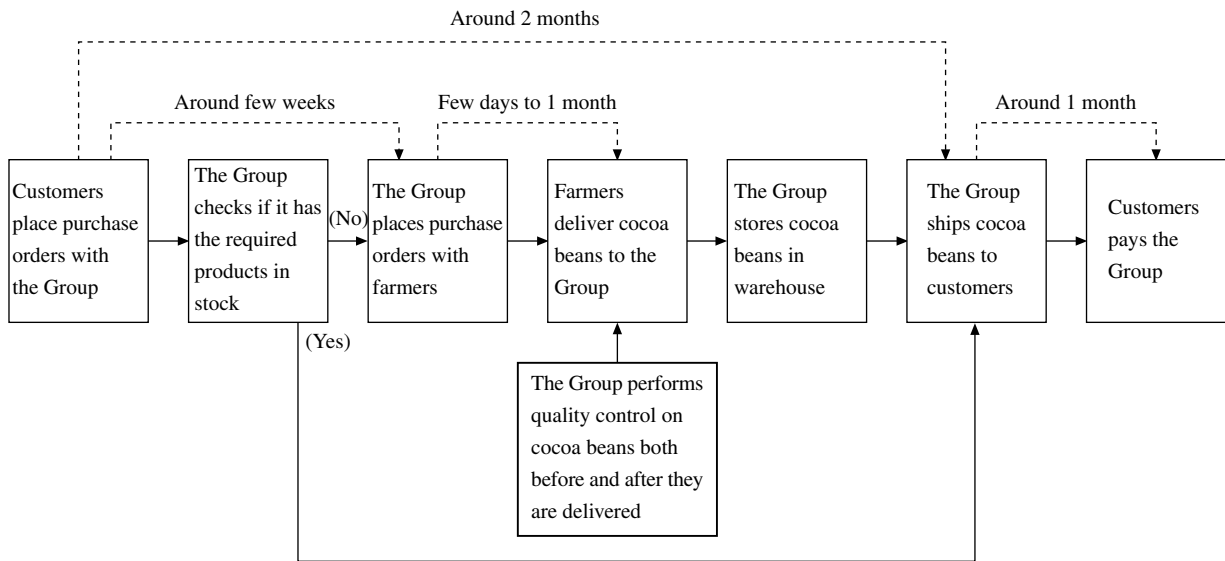 Around 2 months
Around few weeks
Few days to 1 month
Around 1 month
Customers
place purchase
orders with
the Group
The Group
checks if it has
the required
products in
stock
(No)
(Yes)
The Group
places purchase
orders with
farmers
Farmers
deliver cocoa
beans to the
Group
The Group performs
quality control on
cocoa beans both
before and after they
are delivered
The Group
stores cocoa
beans in
warehouse
The Group
ships cocoa
beans to
customers
Customers
pays the
Group